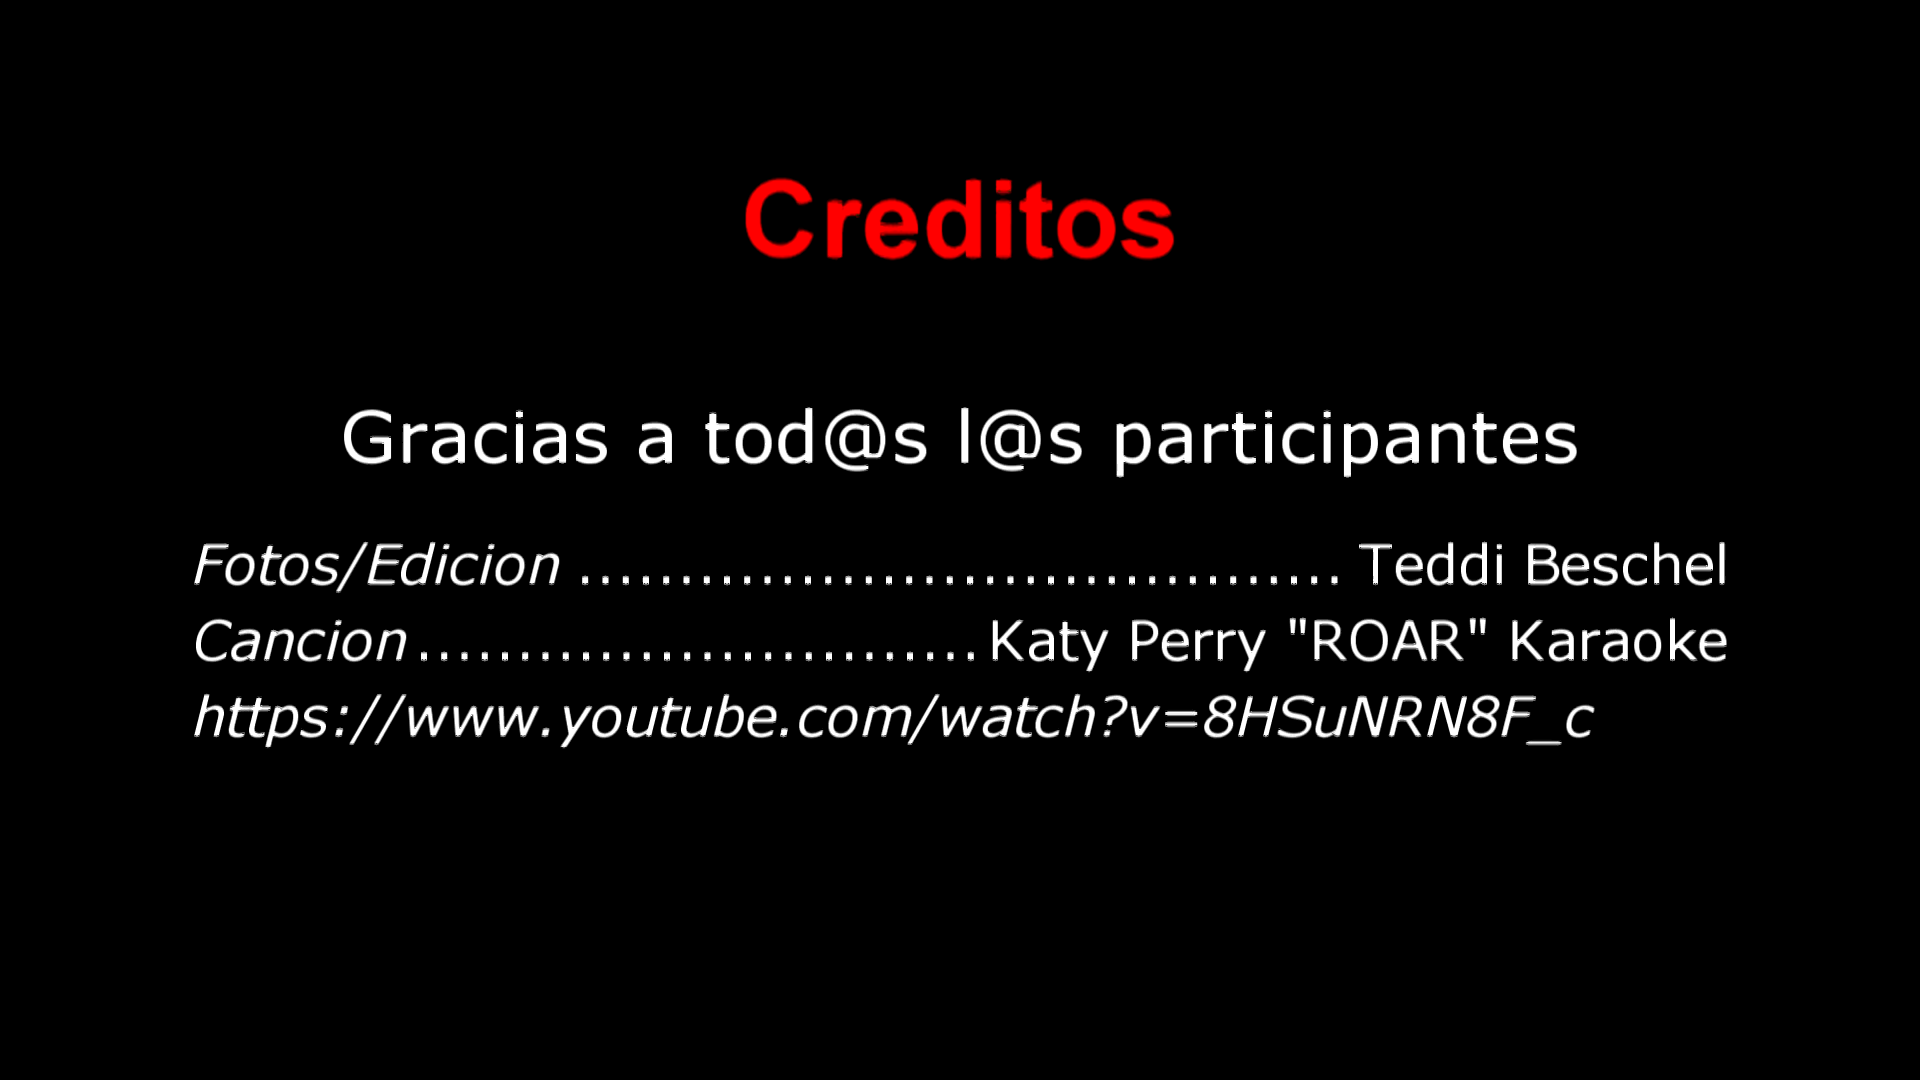 Creditos
Gracias a tod@s l@s participantes
Fotos/Edicion ..................................... Teddi Beschel
Cancion ............................ Katy Perry "ROAR" Karaoke
https://www.youtube.com/watch?v=8HSuNRN8F_c